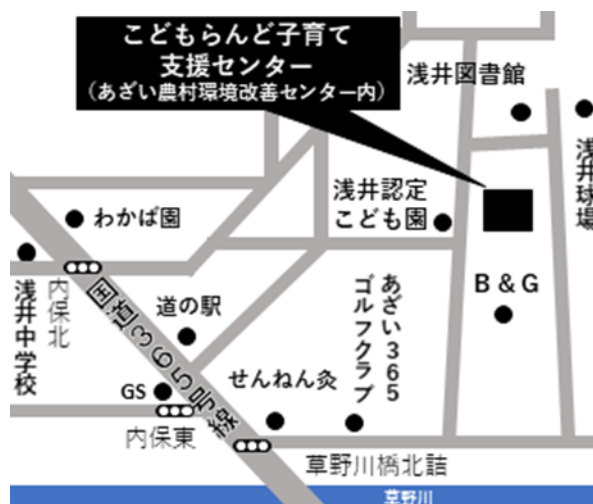 こどもらんど子育て
支援センター
（あざい農村環境改善センター内）
浅井図書館
浅井球場
浅井認定
こども園
わかば園
浅井中学校
内保北
国道365号線
道の駅
B＆G
あざい365
ゴルフクラブ
GS
せんねん灸
内保東
草野川橋北詰
草野川